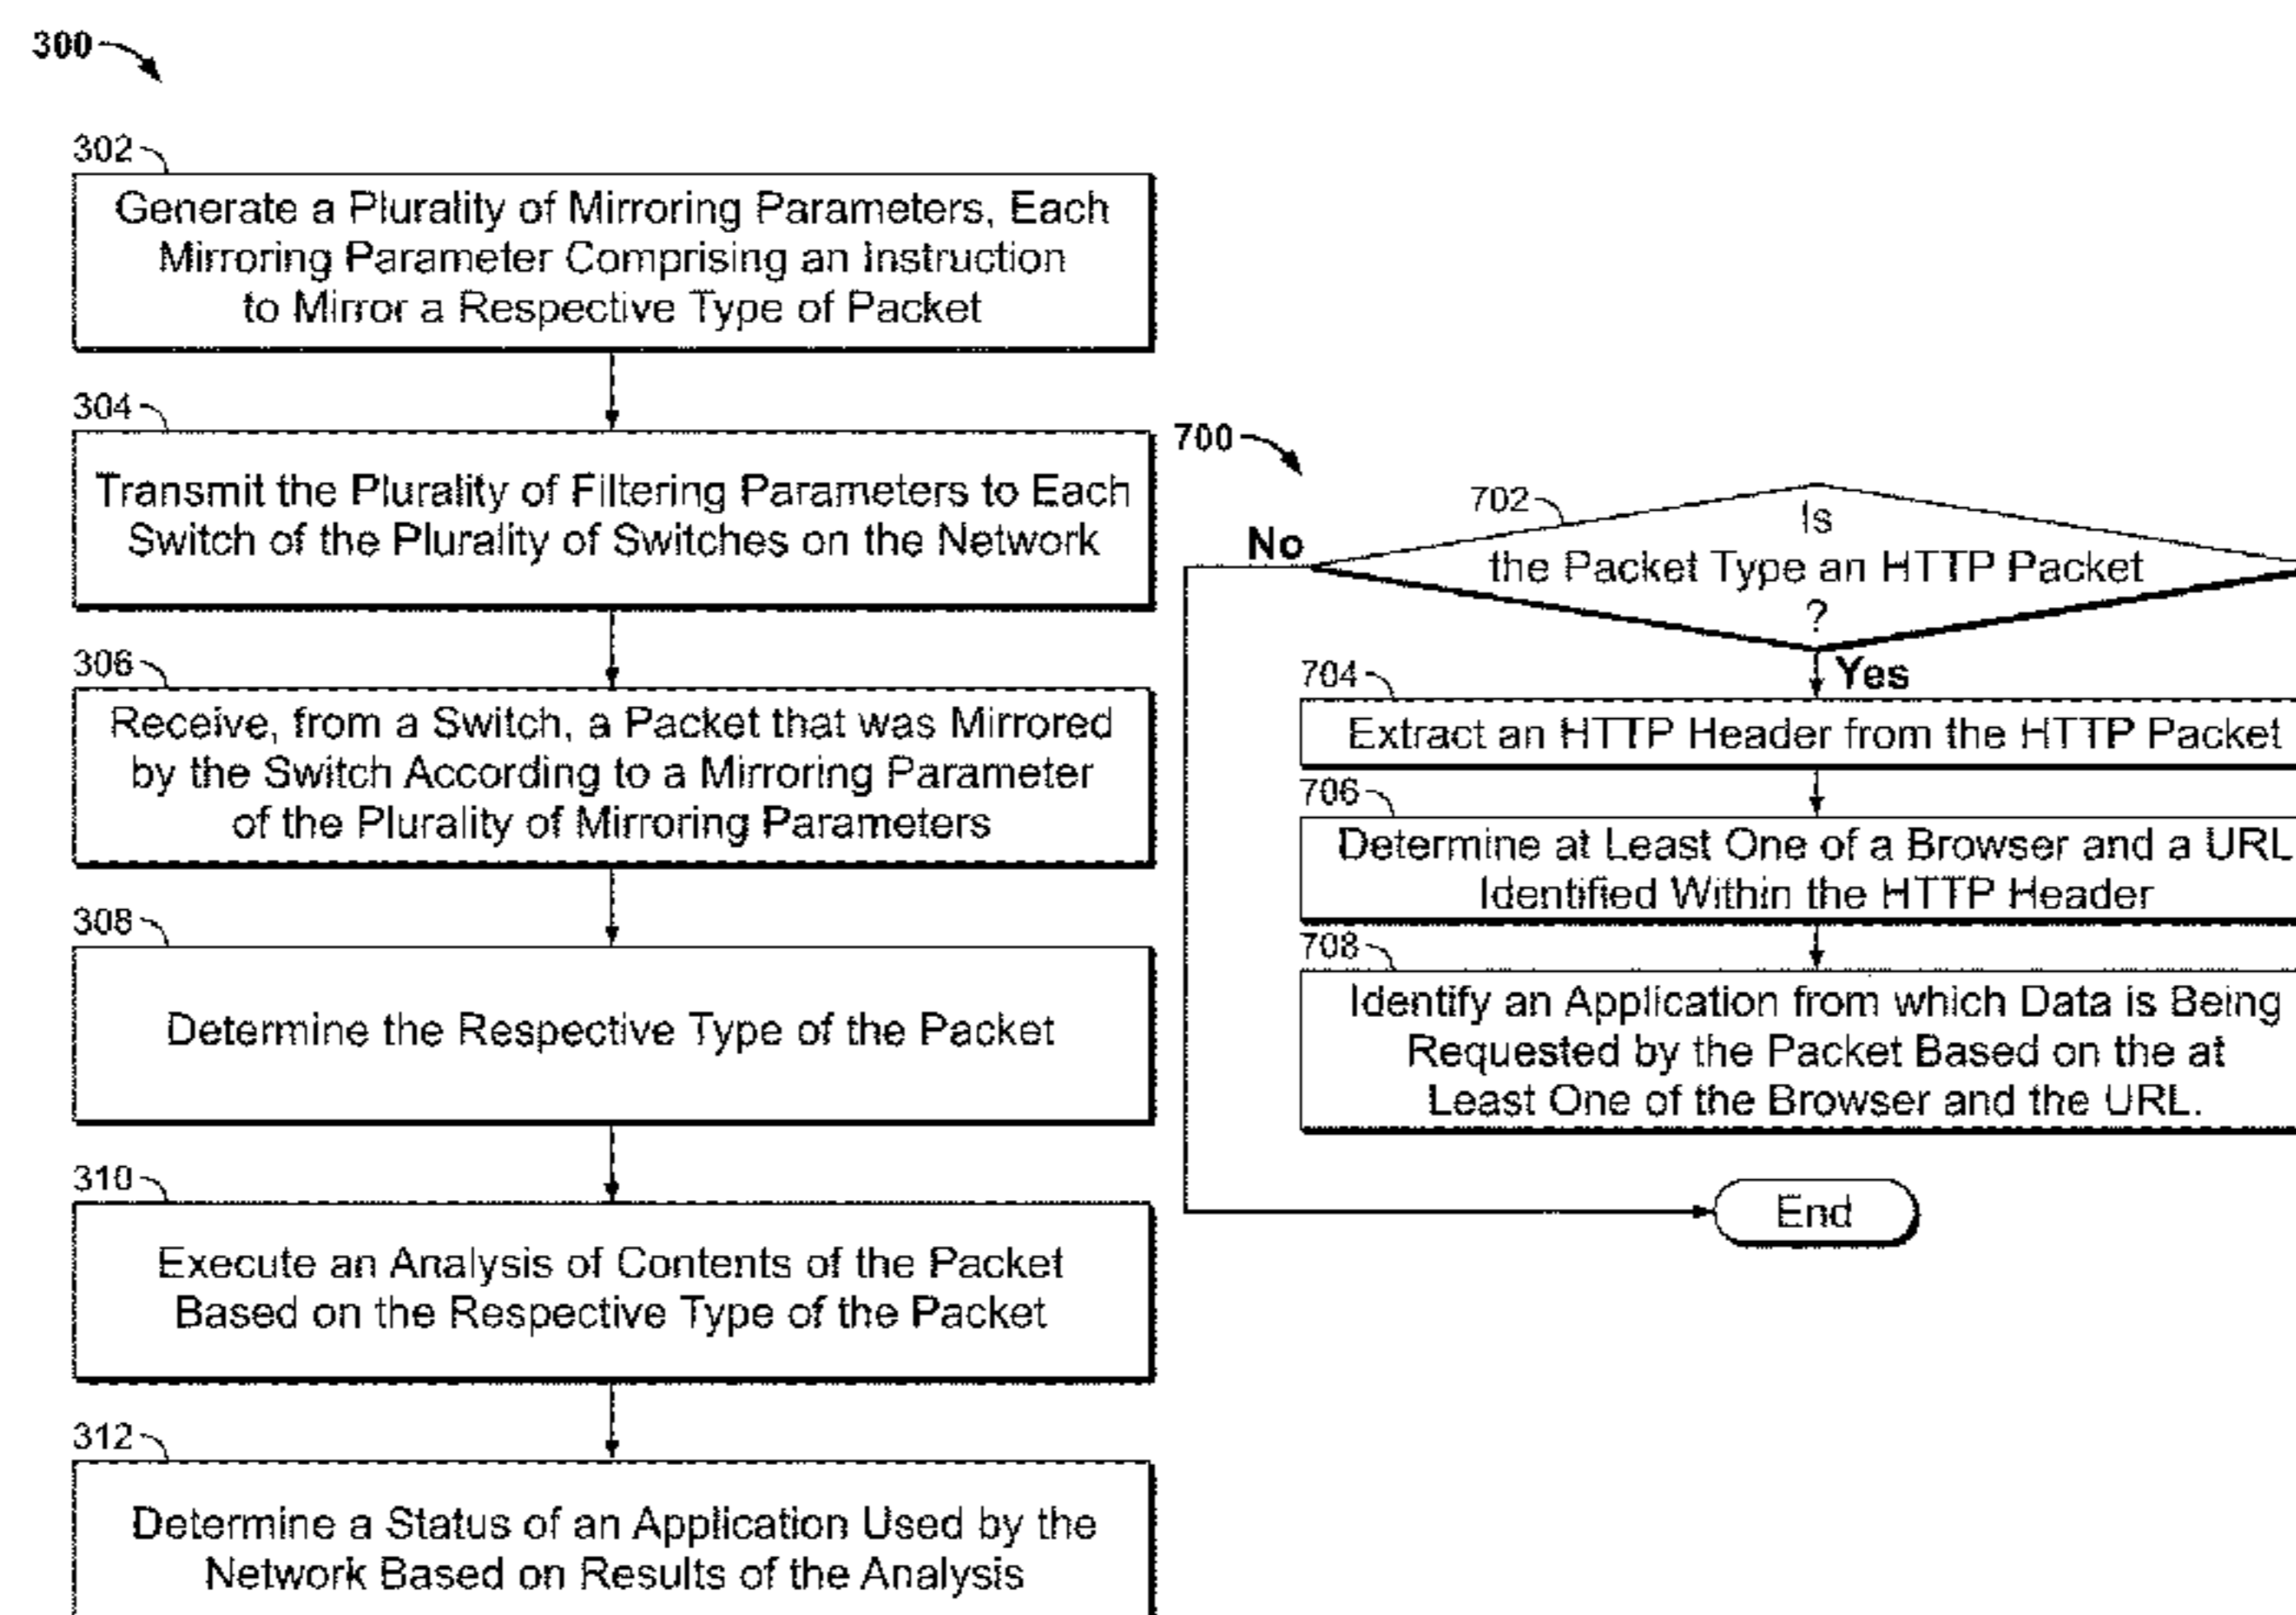 300
302
Generate a Plurality of Mirroring Parameters, Each
Mirroring Parameter Comprising an Instruction
to Mirror a Respective Type of Packet
304
Transmit the Plurality of Filtering Parameters to Each
Switch of the Plurality of Switches on the Network
306
Receive, from a Switch, a Packet that was Mirrored
by the Switch According to a Mirroring Parameter
of the Plurality of Mirroring Parameters
308
Determine the Respective Type of the Packet
310
Execute an Analysis of Contents of the Packet
Based on the Respective Type of the Packet
312
Determine a Status of an Application Used by the
Network Based on Results of the Analysis
700
702
Is
the Packet Type an HTTP Packet
?
No
Yes
704
Extract an HTTP Header from the HTTP Packet
706
Determine at Least One of a Browser and a URL
Identified Within the HTTP Header
708
Identify an Application from which Data is Being
Requested by the Packet Based on the at
Least One of the Browser and the URL.
End